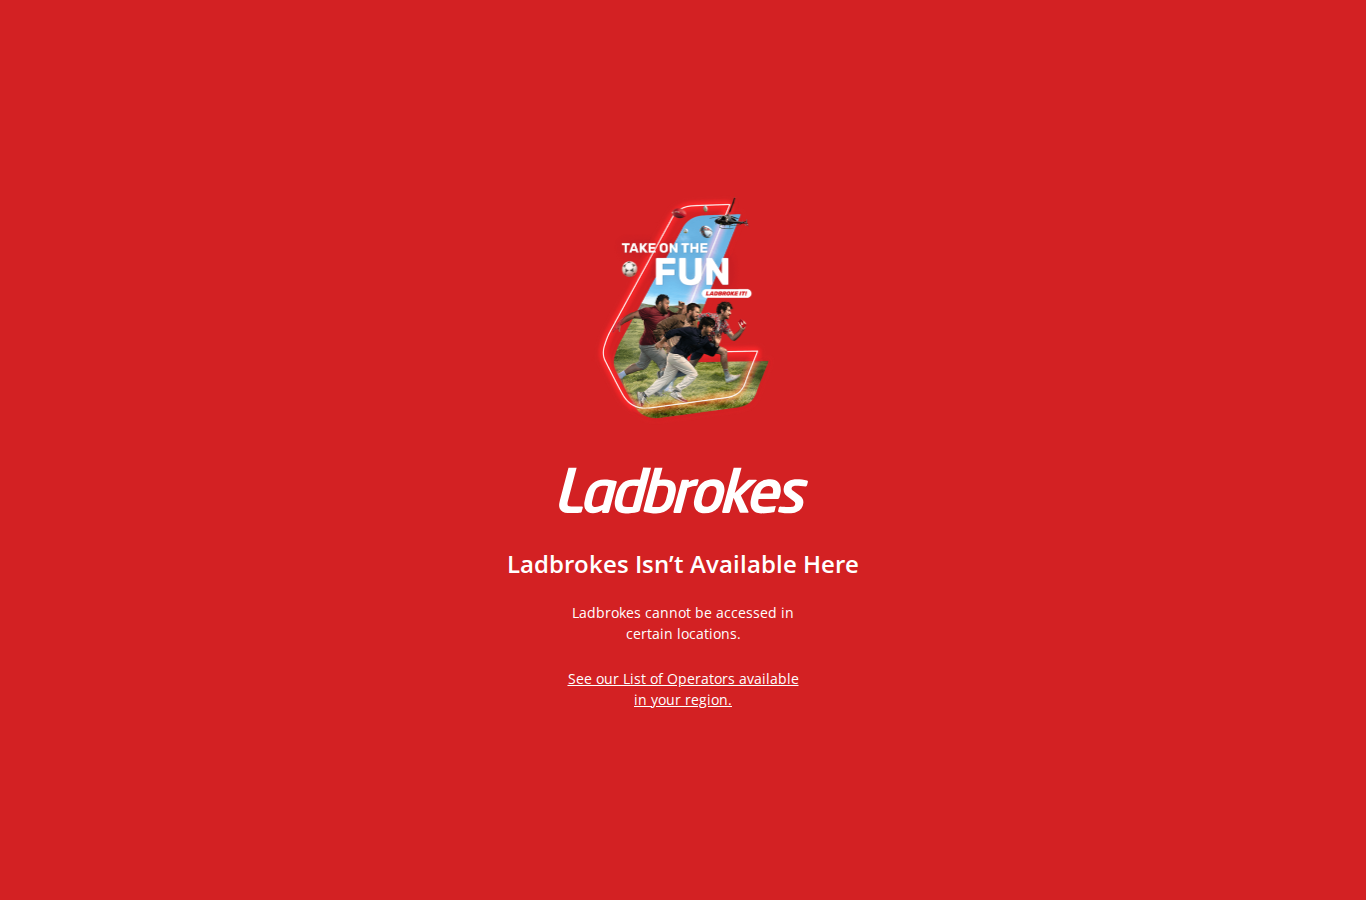 TAKE ON THE
FUN
LADBROKE IT!
Ladbrokes
Ladbrokes Isn’t Available Here
Ladbrokes cannot be accessed in
certain locations.
See our List of Operators available
in your region.